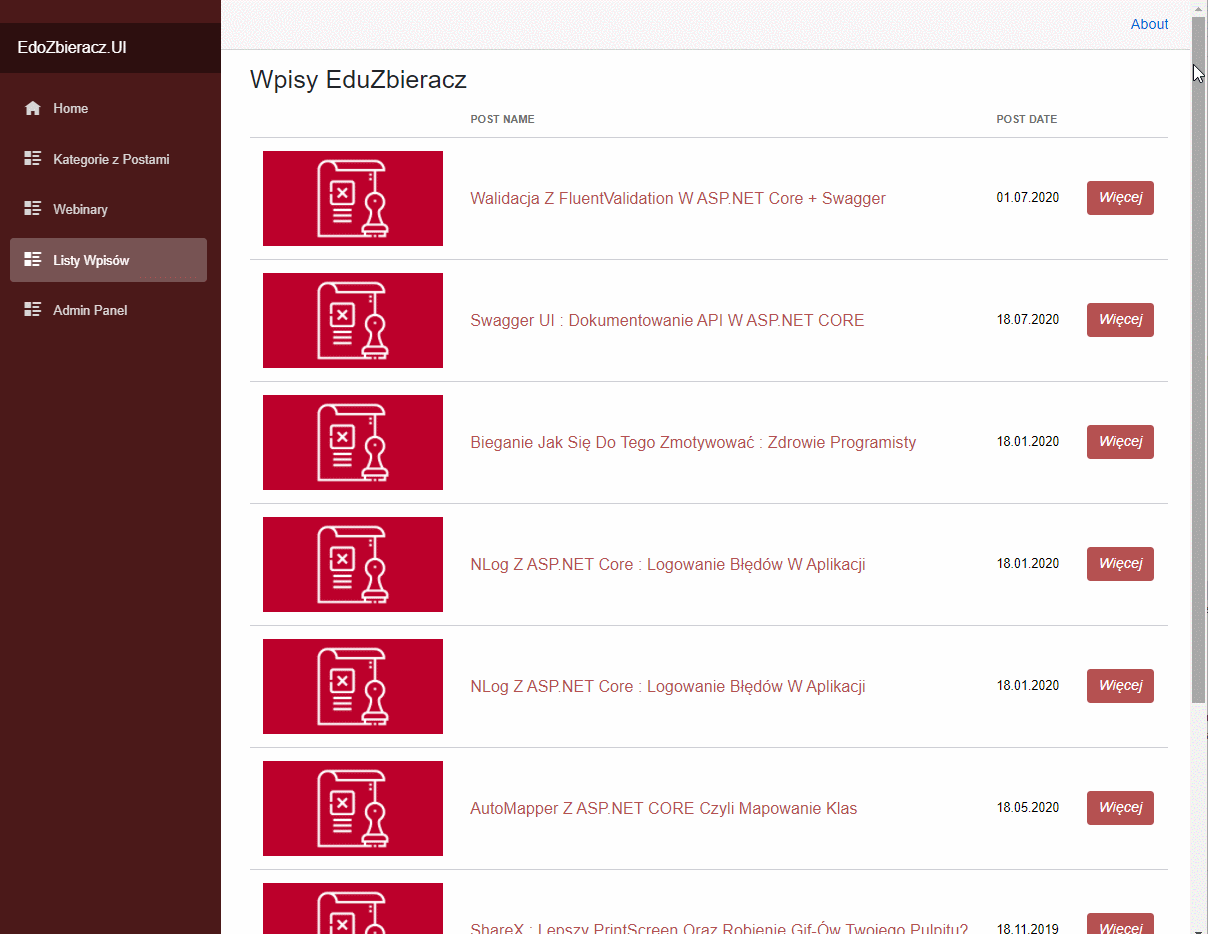 About
EdoZbieracz.UI
Home
Kategorie z Postami
Webinary
Listy Wpisów
Admin Panel
Wpisy EduZbieracz
POST NAME POST DATE
Walidacja Z FluentValidation W ASP.NET Core + Swagger 01.07.2020 Więcej
Swagger UI : Dokumentowanie API W ASP.NET CORE 18.07.2020 Więcej
Bieganie Jak Się Do Tego Zmotywować : Zdrowie Programisty 18.01.2020 Więcej
NLog Z ASP.NET Core : Logowanie Błędów W Aplikacji 18.01.2020 Więcej
NLog Z ASP.NET Core : Logowanie Błędów W Aplikacji 18.01.2020 Więcej
AutoMapper Z ASP.NET CORE Czyli Mapowanie Klas 18.05.2020 Więcej
ShareX : Lepszy PrintScreen Oraz Robienie Gif-Ów Twojego Pulpitu? 18.11.2019 Więcej